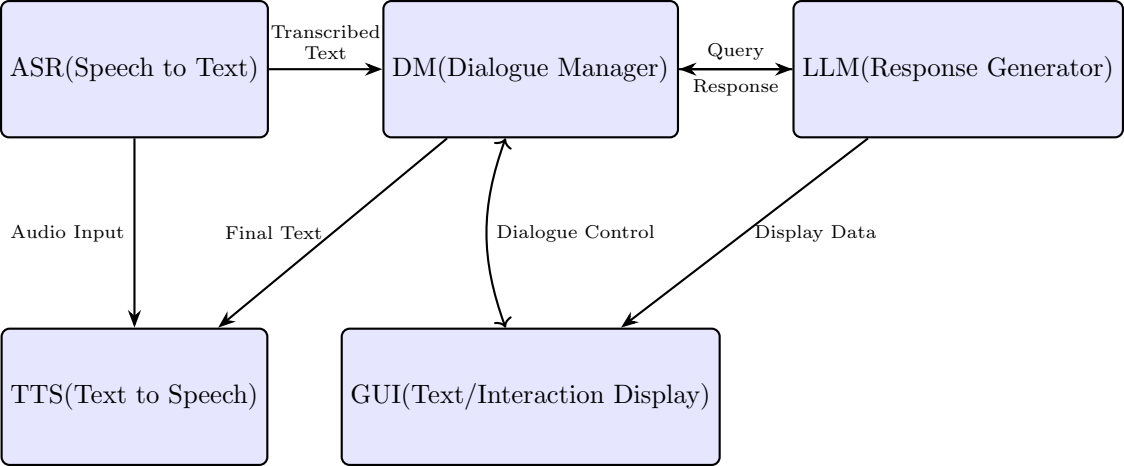 Transcribed
Text
Query
ASR(Speech to Text)
DM(Dialogue Manager)
LLM(Response Generator)
Response
Audio Input
Final Text
Dialogue Control
Display Data
TTS(Text to Speech)
GUI(Text/Interaction Display)